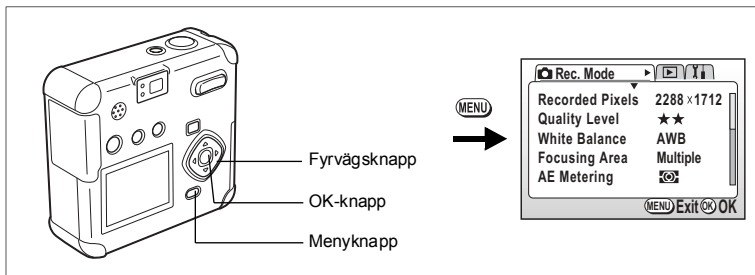 Fyrvägsknapp
OK-knapp
Menyknapp
MENU
Rec. Mode
Recorded Pixels 2288×1712
Quality Level ★★
White Balance AWB
Focusing Area Multiple
AE Metering
MENU Exit OK OK